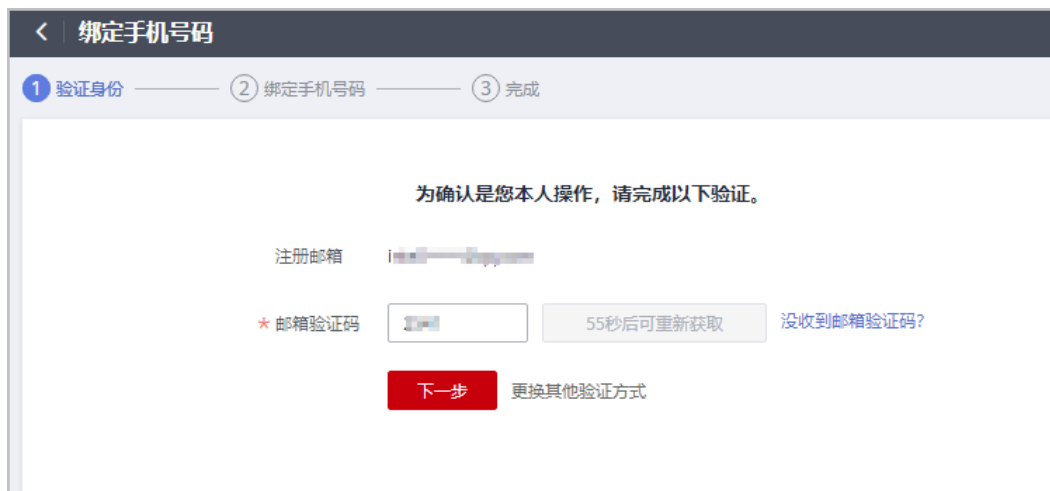 绑定手机号码
1 验证身份 2 绑定手机号码 3 完成
为确认是您本人操作，请完成以下验证。
注册邮箱 i
* 邮箱验证码 55秒后可重新获取 没收到邮箱验证码?
下一步 更换其他验证方式